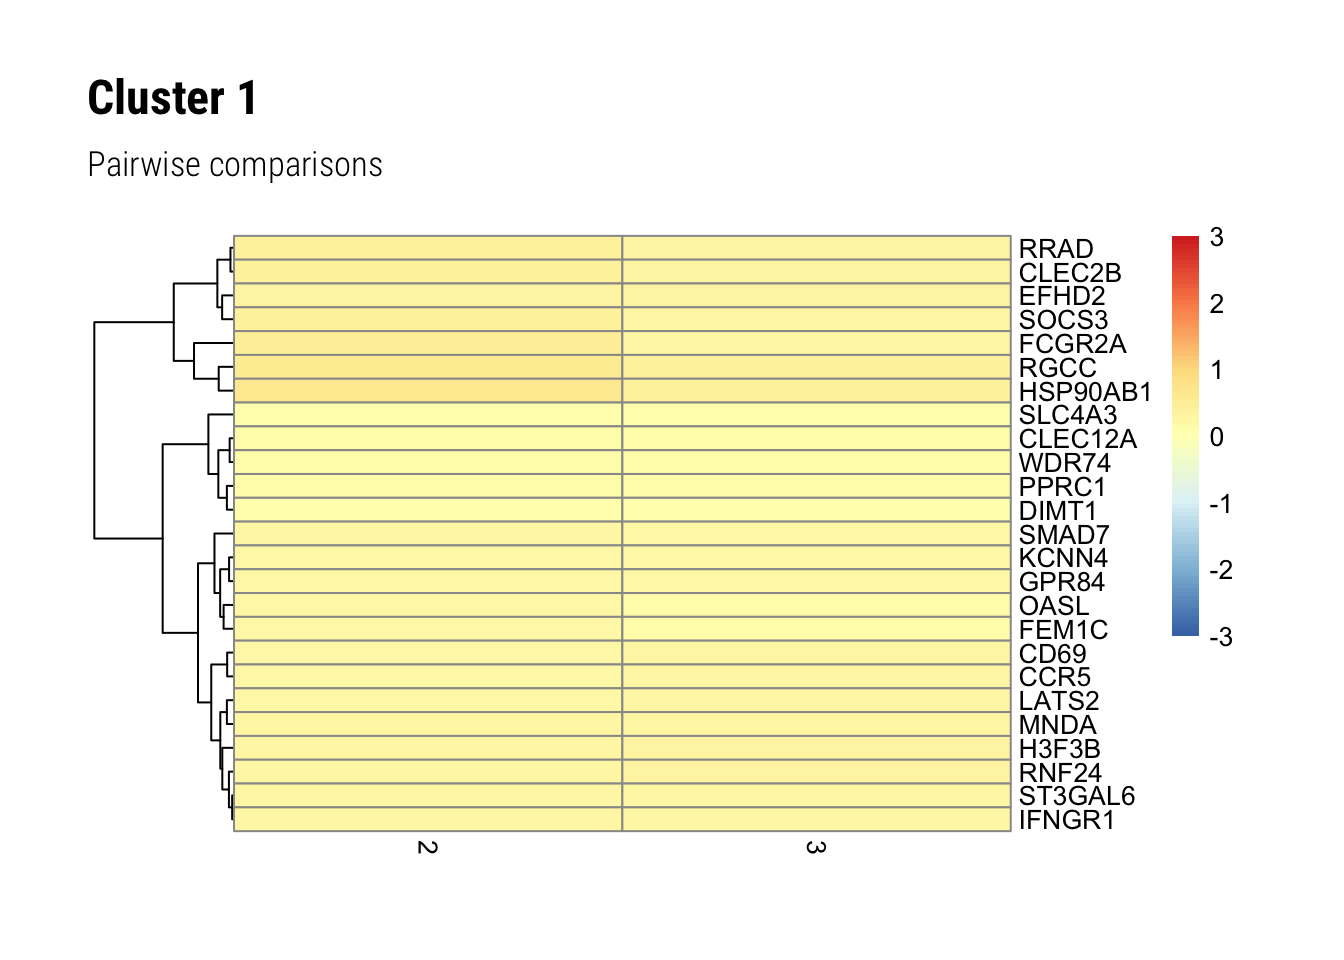 Cluster 1
Pairwise comparisons
RRAD
CLEC2B
EFHD2
SOCS3
FCGR2A
RGCC
HSP90AB1
SLC4A3
CLEC12A
WDR74
PPRC1
DIMT1
SMAD7
KCNN4
GPR84
OASL
FEM1C
CD69
CCR5
LATS2
MNDA
H3F3B
RNF24
ST3GAL6
IFNGR1
2
3
3
2
1
0
-1
-2
-3